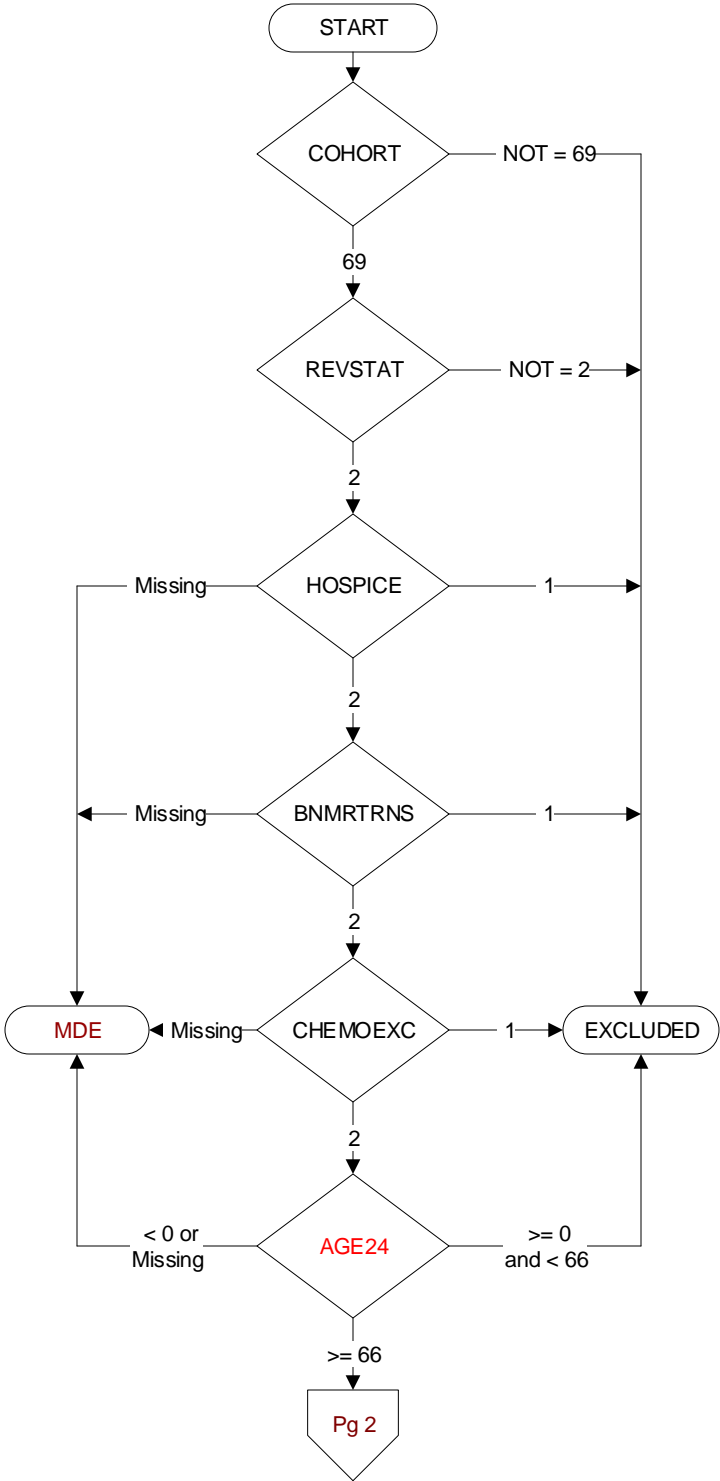 START
COHORT
NOT = 69
69
REVSTAT
NOT = 2
2
Missing
HOSPICE
1
2
Missing
BNMRTRNS
1
2
MDE
Missing
CHEMOEXC
1
EXCLUDED
2
< 0 or
Missing
AGE24
>= 0
and < 66
>= 66
Pg 2